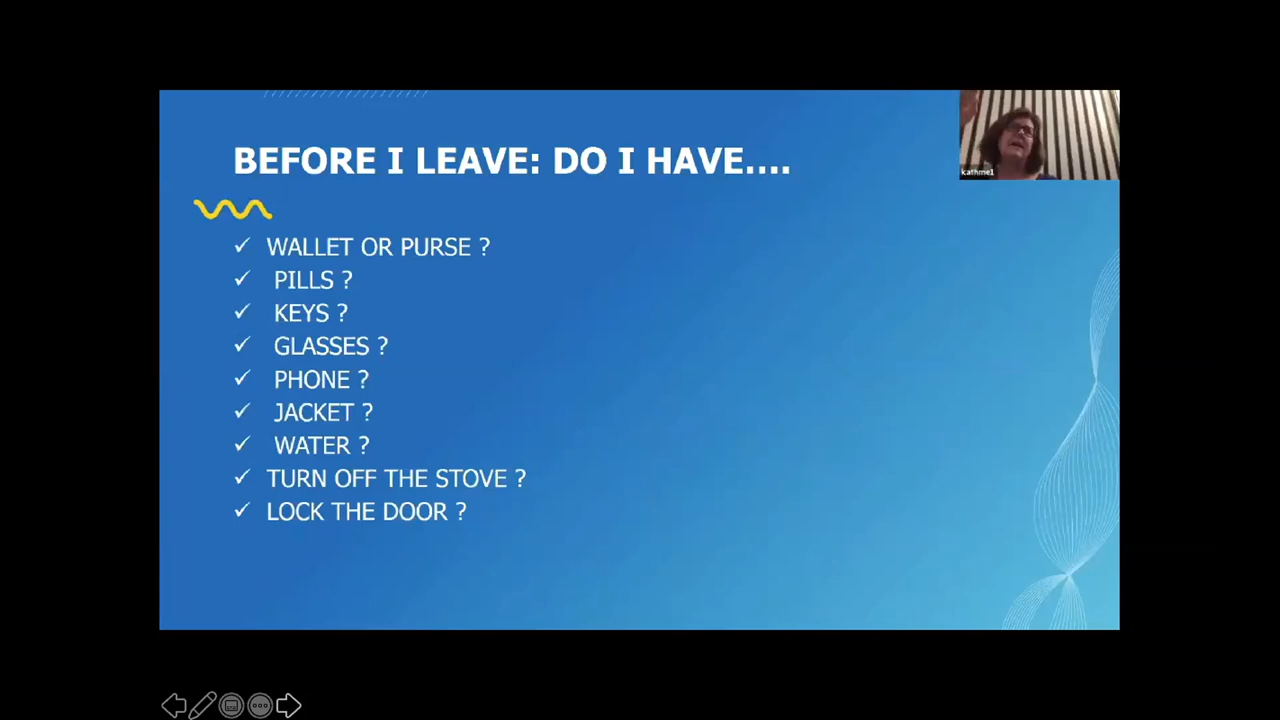 BEFORE I LEAVE: DO I HAVE....
kathme1
WALLET OR PURSE ?
PILLS ?
KEYS ?
GLASSES ?
PHONE ?
JACKET ?
WATER ?
TURN OFF THE STOVE ?
LOCK THE DOOR ?